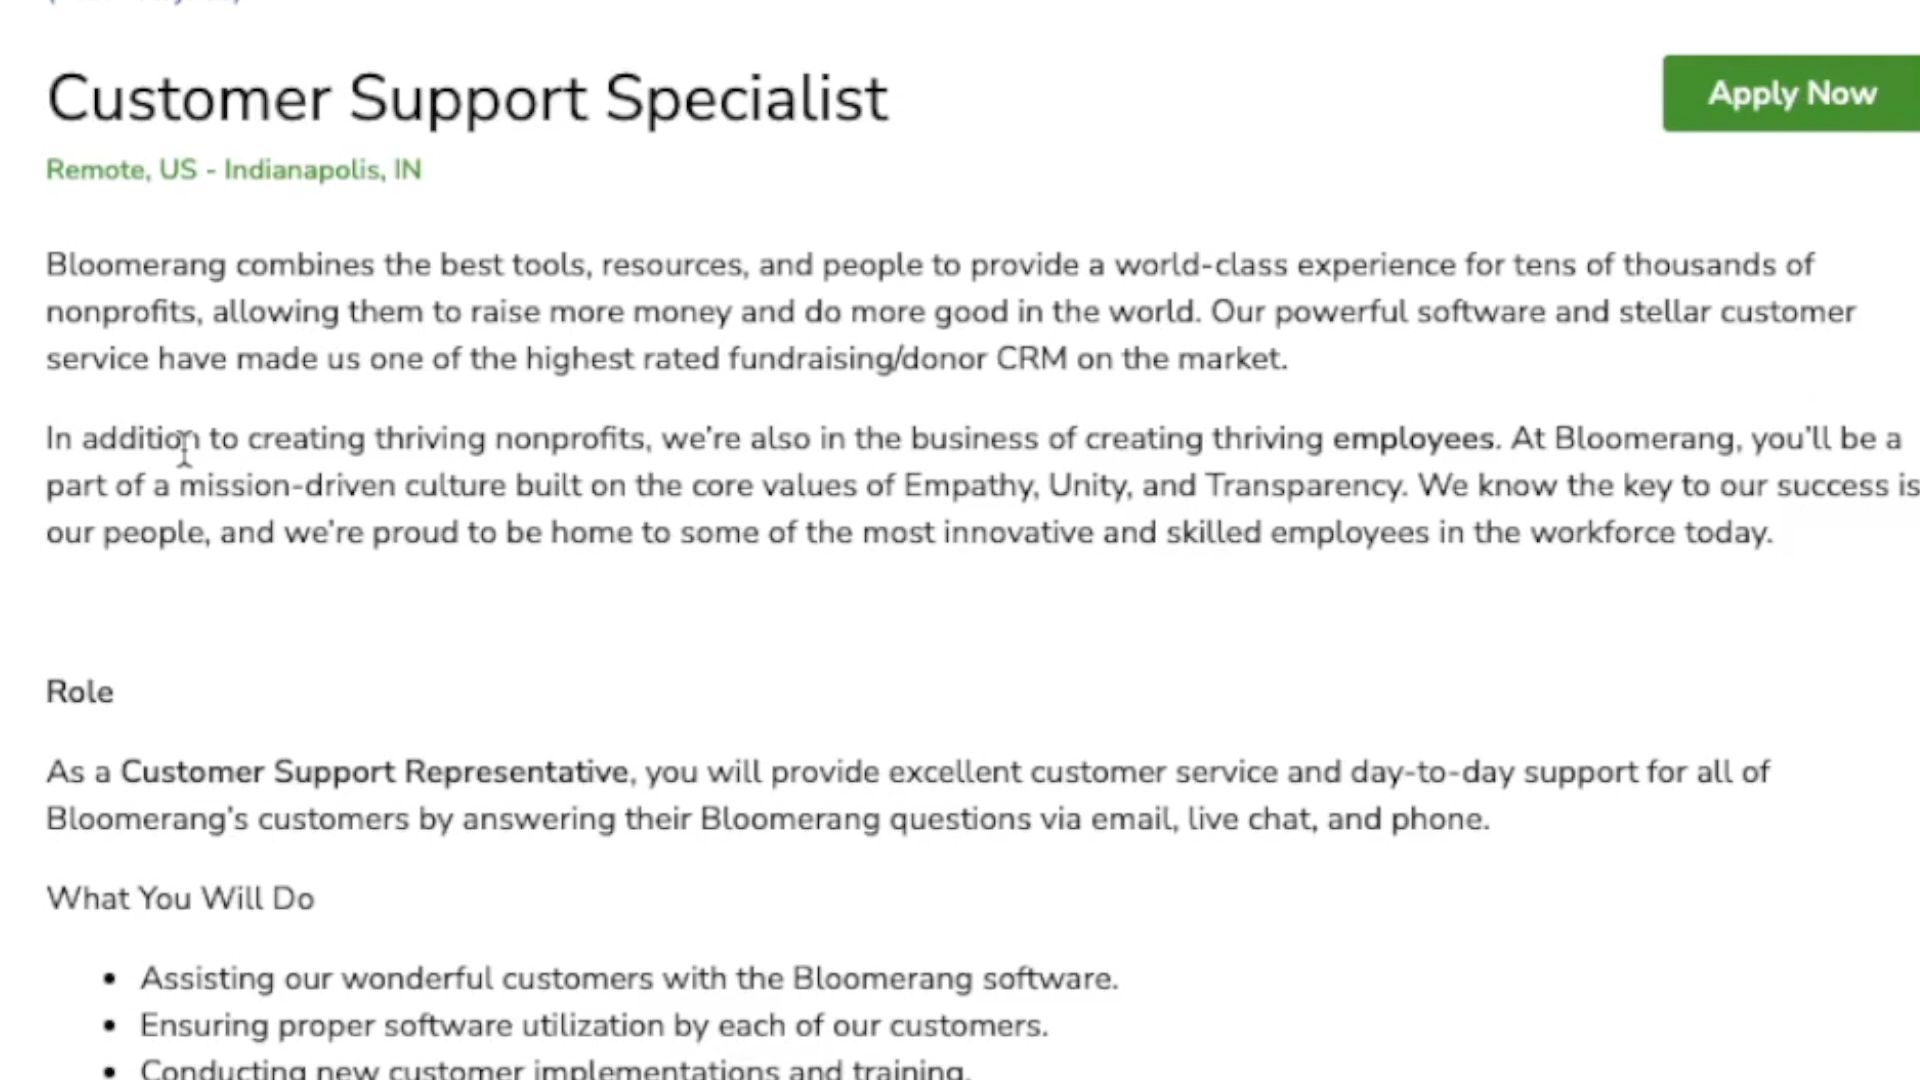 Customer Support Specialist
Apply Now
Remote, US - Indianapolis, IN
Bloomerang combines the best tools, resources, and people to provide a world-class experience for tens of thousands of
nonprofits, allowing them to raise more money and do more good in the world. Our powerful software and stellar customer
service have made us one of the highest rated fundraising/donor CRM on the market.
In addition to creating thriving nonprofits, we're also in the business of creating thriving employees. At Bloomerang, you'll be a
part of a mission-driven culture built on the core values of Empathy, Unity, and Transparency. We know the key to our success is
our people, and we're proud to be home to some of the most innovative and skilled employees in the workforce today.
Role
As a Customer Support Representative, you will provide excellent customer service and day-to-day support for all of
Bloomerang's customers by answering their Bloomerang questions via email, live chat, and phone.
What You Will Do
• Assisting our wonderful customers with the Bloomerang software.
• Ensuring proper software utilization by each of our customers.
• Conducting new customer implementations and training.